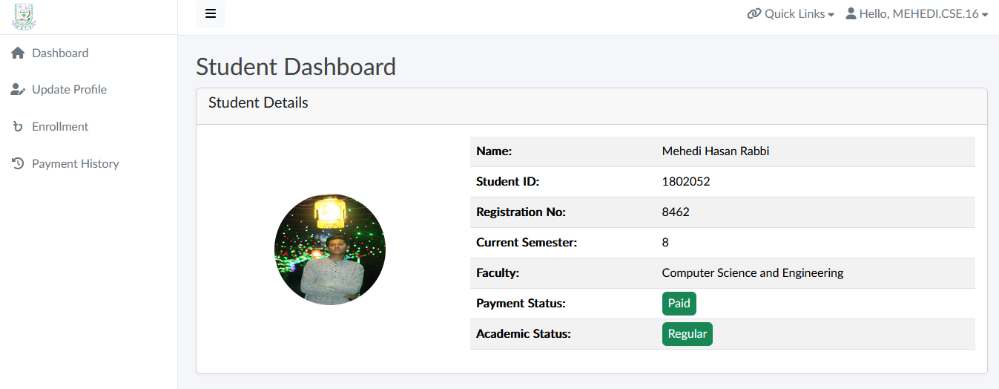 Quick Links
Hello, MEHEDI.CSE.16
Dashboard
Update Profile
Enrollment
Payment History
Student Dashboard
Student Details
Name: Mehedi Hasan Rabbi
Student ID: 1802052
Registration No: 8462
Current Semester: 8
Faculty: Computer Science and Engineering
Payment Status: Paid
Academic Status: Regular